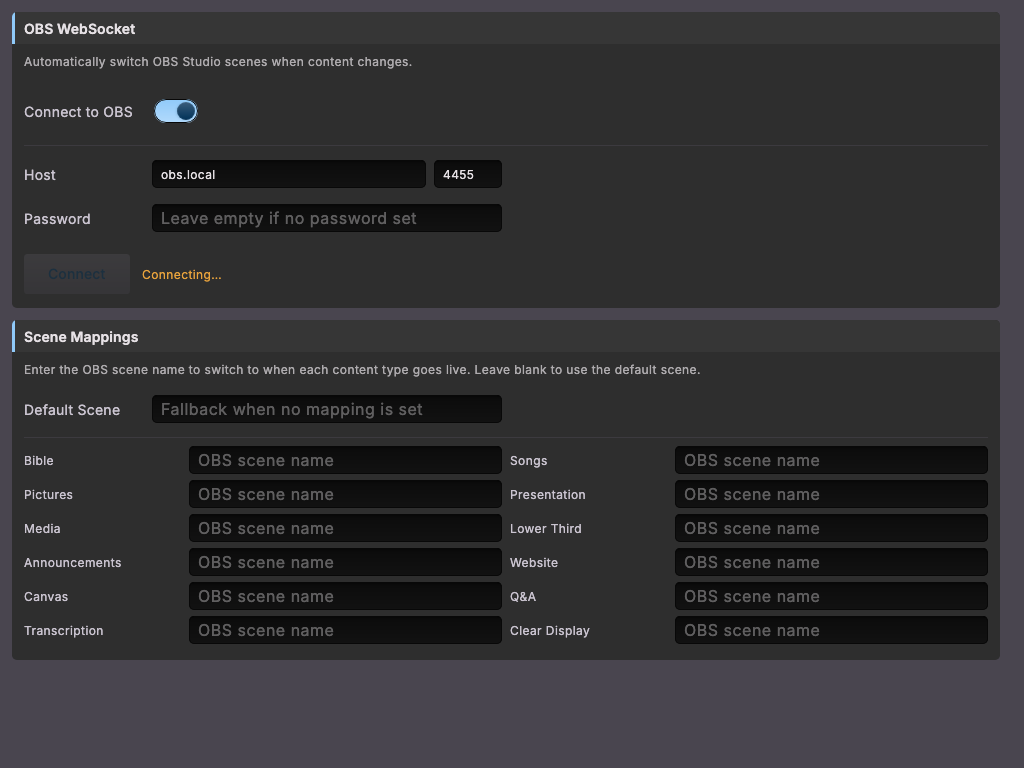 OBS WebSocket
Automatically switch OBS Studio scenes when content changes.
Connect to OBS
Host obs.local 4455
Password Leave empty if no password set
Connect Connecting...
Scene Mappings
Enter the OBS scene name to switch to when each content type goes live. Leave blank to use the default scene.
Default Scene Fallback when no mapping is set
Bible OBS scene name Songs OBS scene name
Pictures OBS scene name Presentation OBS scene name
Media OBS scene name Lower Third OBS scene name
Announcements OBS scene name Website OBS scene name
Canvas OBS scene name Q&A OBS scene name
Transcription OBS scene name Clear Display OBS scene name